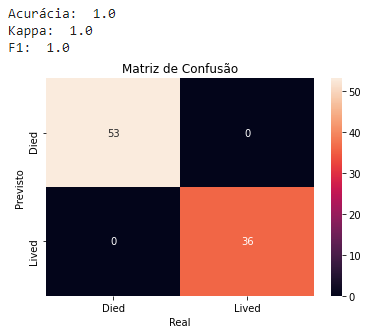 Acurácia:  1.0
Kappa:  1.0
F1:  1.0
Matriz de Confusão
Died
53
0
50
40
30
20
10
0
Previsto
Lived
0
36
Died
Lived
Real